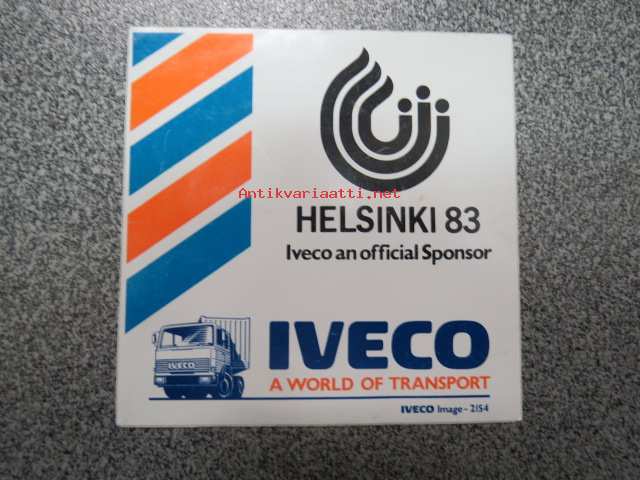 Antikvariaatti.net
HELSINKI 83
Iveco an official Sponsor
IVECO
IVECO
A WORLD OF TRANSPORT
IVECO Image - 2154